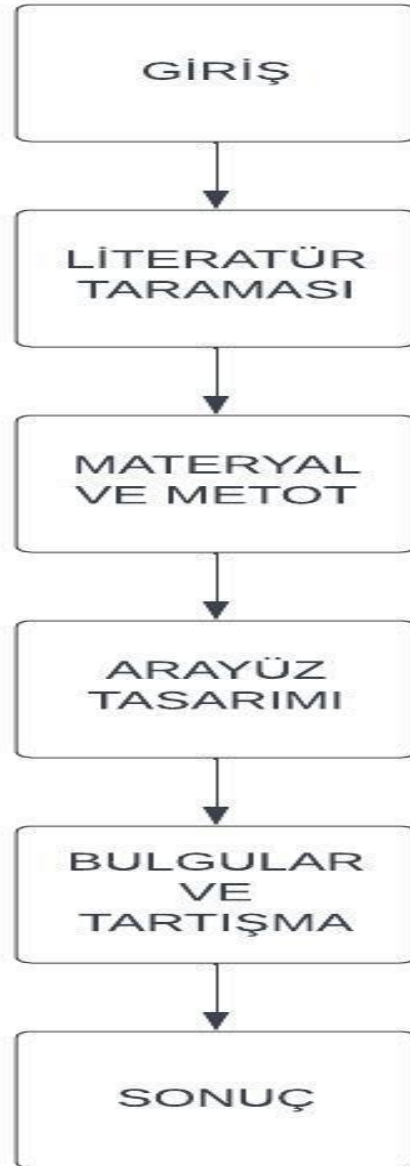 GİRİŞ
LİTERATÜR
TARAMASI
MATERYAL
VE METOT
ARAYÜZ
TASARIMI
BULGULAR
VE
TARTIŞMA
SONUÇ